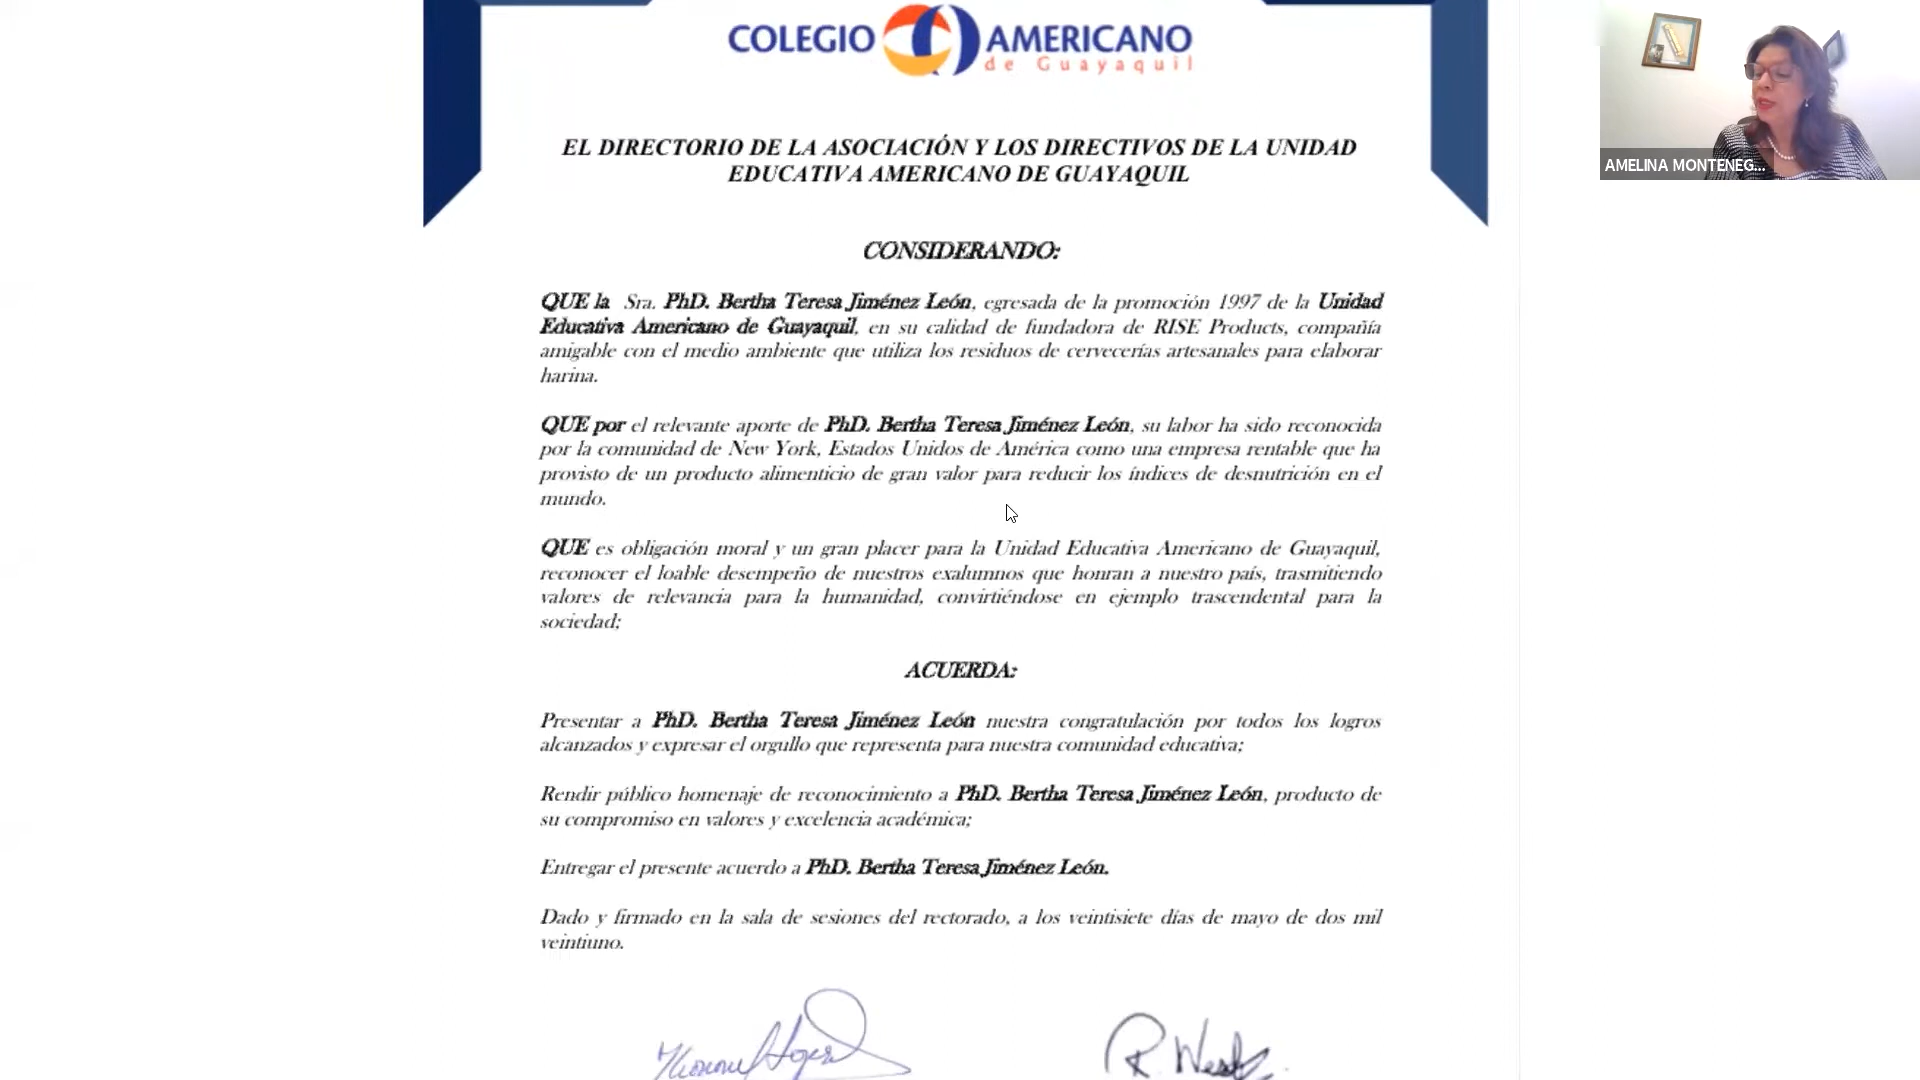 COLEGIO AMERICANO
de Guayaquil
EL DIRECTORIO DE LA ASOCIACIÓN Y LOS DIRECTIVOS DE LA UNIDAD
EDUCATIVA AMERICANO DE GUAYAQUIL
CONSIDERANDO:
QUE la Sra. PhD. Bertha Teresa Jiménez León, egresada de la promoción 1997 de la Unidad
Educativa Americano de Guayaquil, en su calidad de fundadora de RISE Products, compañía
amigable con el medio ambiente que utiliza los residuos de cervecerías artesanales para elaborar
harina.
QUE por el relevante aporte de PhD. Bertha Teresa Jiménez León, su labor ha sido reconocida
por la comunidad de New York, Estados Unidos de América como una empresa rentable que ha
provisto de un producto alimenticio de gran valor para reducir los índices de desnutrición en el
mundo.
QUE es obligación moral y un gran placer para la Unidad Educativa Americano de Guayaquil,
reconocer el loable desempeño de nuestros exalumnos que honran a nuestro país, trasmitiendo
valores de relevancia para la humanidad, convirtiéndose en ejemplo trascendental para la
sociedad;
ACUERDA:
Presentar a PhD. Bertha Teresa Jiménez León nuestra congratulación por todos los logros
alcanzados y expresar el orgullo que representa para nuestra comunidad educativa;
Rendir público homenaje de reconocimiento a PhD. Bertha Teresa Jiménez León, producto de
su compromiso en valores y excelencia académica;
Entregar el presente acuerdo a PhD. Bertha Teresa Jiménez León.
Dado y firmado en la sala de sesiones del rectorado, a los veintisiete días de mayo de dos mil
veintiuno.
AMELINA MONTENEG...